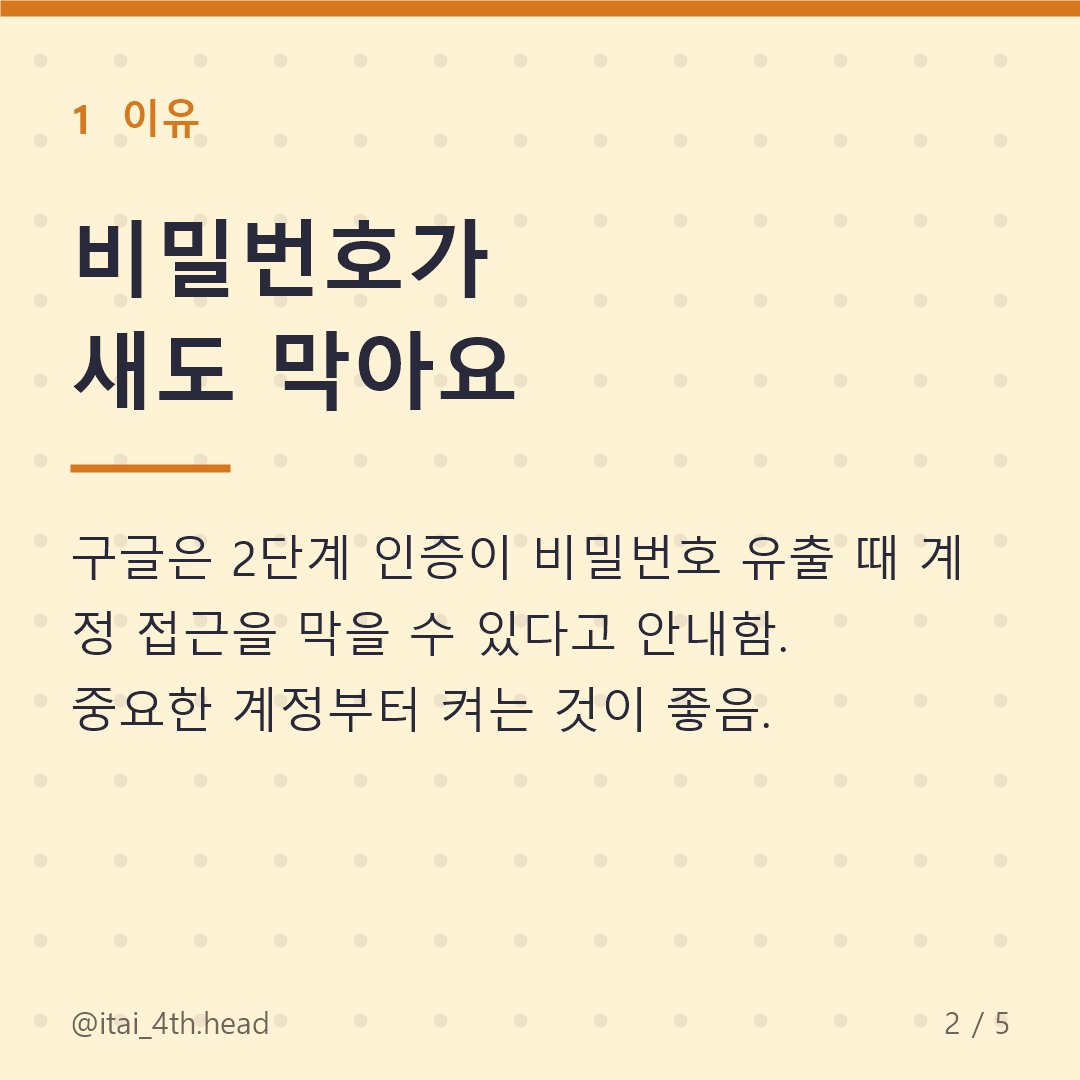 1 이유
비밀번호가
새도 막아요
구글은 2단계 인증이 비밀번호 유출 때 계
정 접근을 막을 수 있다고 안내함.
중요한 계정부터 켜는 것이 좋음.
@itai_4th.head
2 / 5